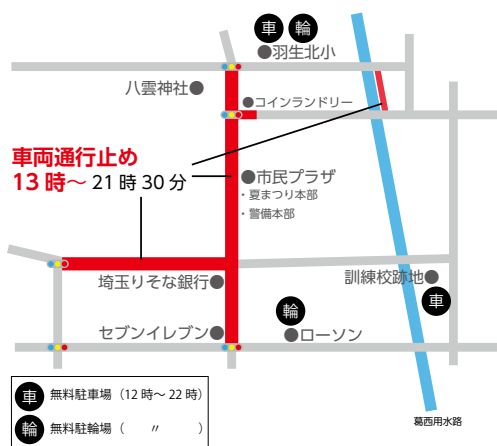 車 輪
羽生北小
八雲神社
コインランドリー
車両通行止め
13時～21時30分
市民プラザ
・夏まつり本部
・警備本部
埼玉りそな銀行
訓練校跡地
車
輪
セブンイレブン
ローソン
車 無料駐車場（12時～22時）
輪 無料駐輪場（　〃　）
葛西用水路